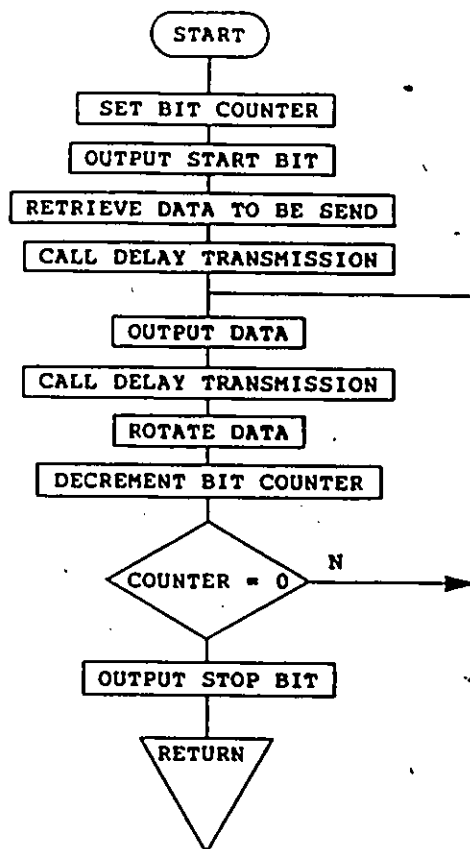 START
SET BIT COUNTER
OUTPUT START BIT
RETRIEVE DATA TO BE SEND
CALL DELAY TRANSMISSION
OUTPUT DATA
CALL DELAY TRANSMISSION
ROTATE DATA
DECREMENT BIT COUNTER
COUNTER = 0
N
OUTPUT STOP BIT
RETURN